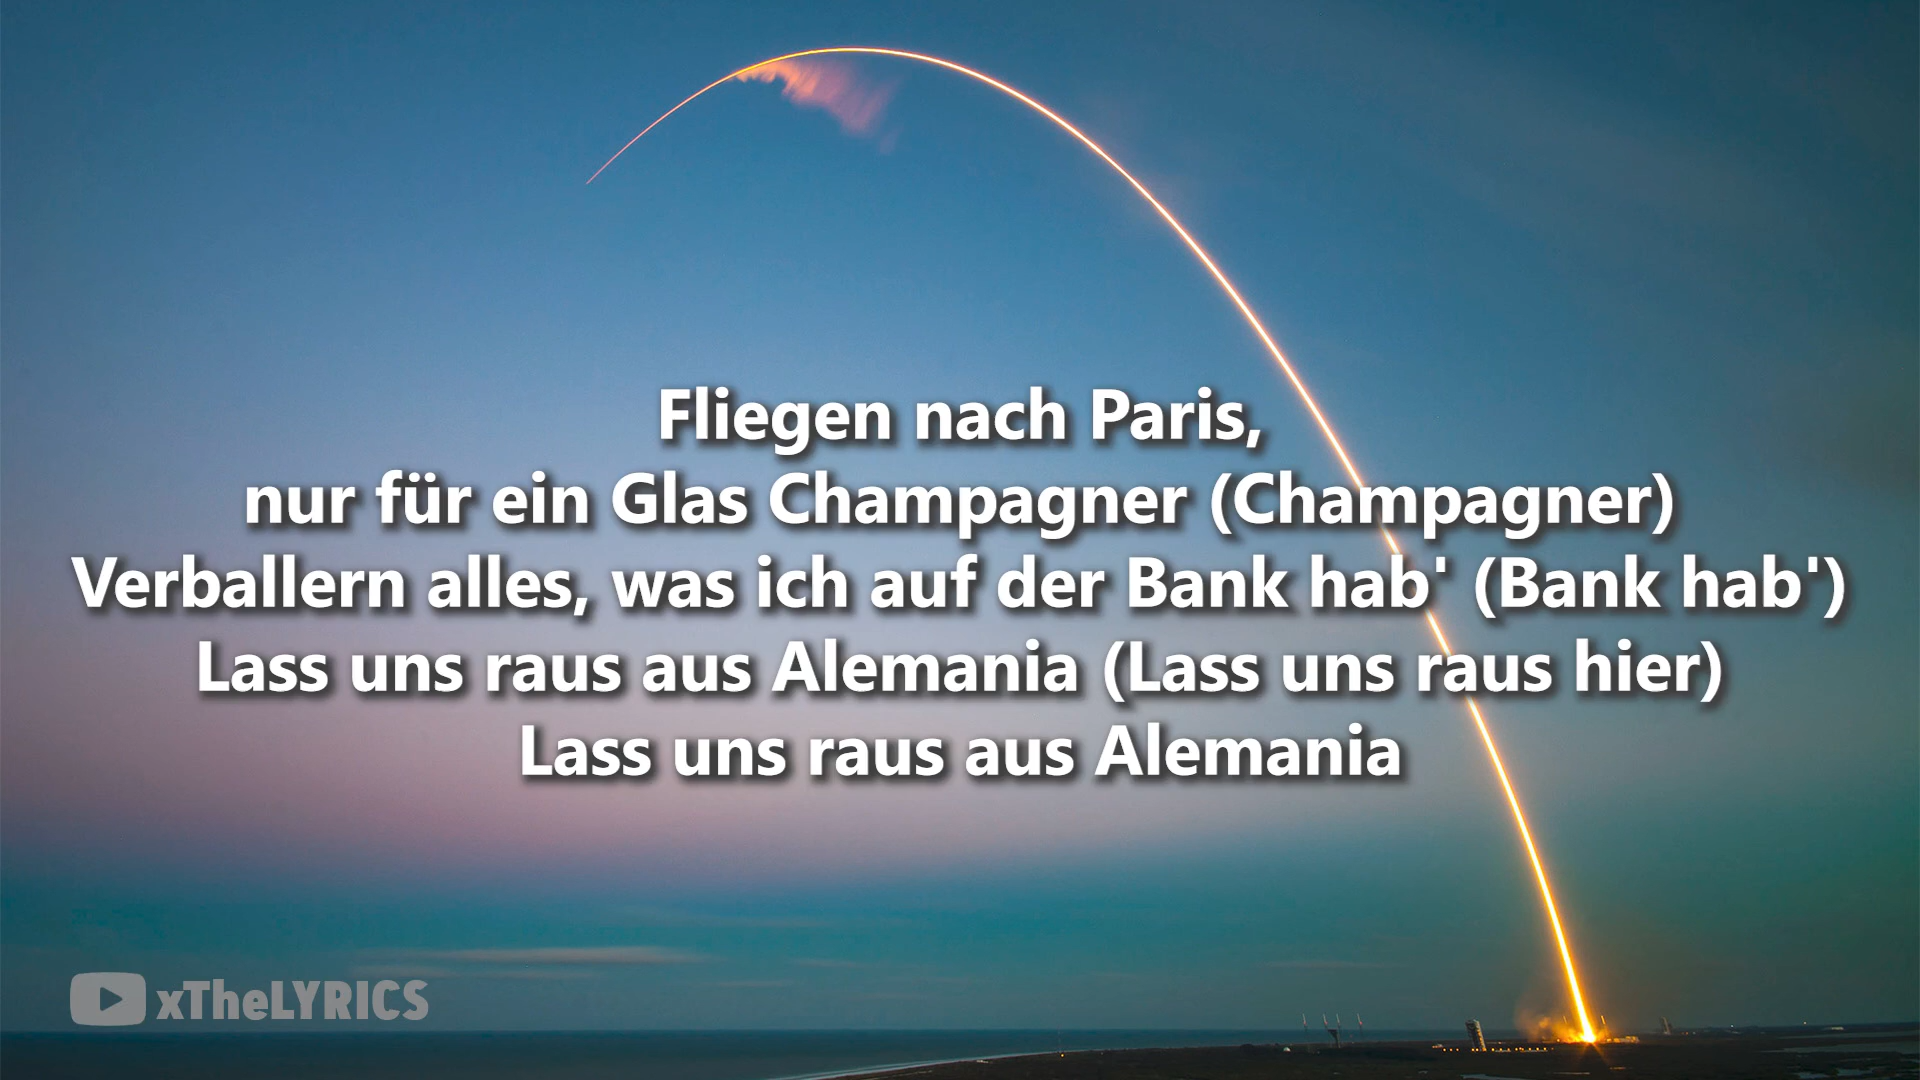 Fliegen nach Paris,
nur für ein Glas Champagner (Champagner)
Verballern alles, was ich auf der Bank hab' (Bank hab')
Lass uns raus aus Alemania (Lass uns raus hier)
Lass uns raus aus Alemania
xTheLYRICS